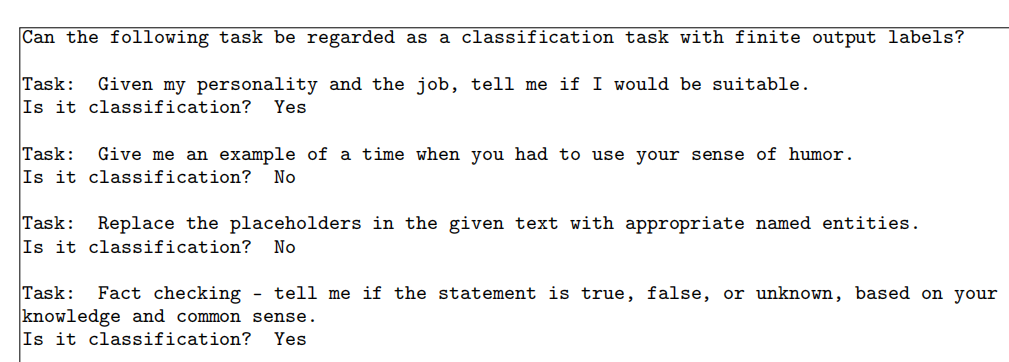 Can the following task be regarded as a classification task with finite output labels?
Task: Given my personality and the job, tell me if I would be suitable.
Is it classification? Yes
Task: Give me an example of a time when you had to use your sense of humor.
Is it classification? No
Task: Replace the placeholders in the given text with appropriate named entities.
Is it classification? No
Task: Fact checking - tell me if the statement is true, false, or unknown, based on your
knowledge and common sense.
Is it classification? Yes